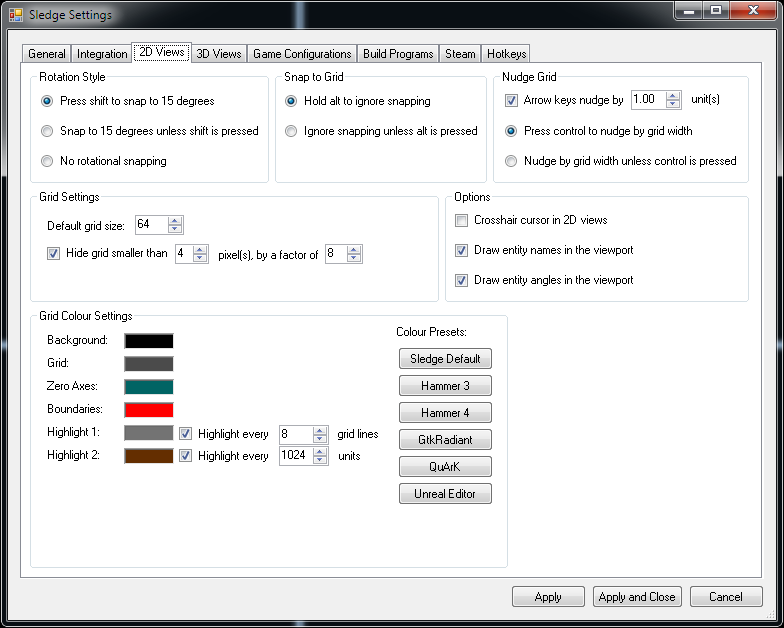 Sledge Settings
General Integration 2D Views 3D Views Game Configurations Build Programs Steam Hotkeys
Rotation Style
Press shift to snap to 15 degrees
Snap to 15 degrees unless shift is pressed
No rotational snapping
Snap to Grid
Hold alt to ignore snapping
Ignore snapping unless alt is pressed
Nudge Grid
Arrow keys nudge by 1.00 unit(s)
Press control to nudge by grid width
Nudge by grid width unless control is pressed
Grid Settings
Default grid size: 64
Hide grid smaller than 4 pixel(s), by a factor of 8
Options
Crosshair cursor in 2D views
Draw entity names in the viewport
Draw entity angles in the viewport
Grid Colour Settings
Background:
Grid:
Zero Axes:
Boundaries:
Highlight 1: Highlight every 8 grid lines
Highlight 2: Highlight every 1024 units
Colour Presets:
Sledge Default
Hammer 3
Hammer 4
GtkRadiant
QuArK
Unreal Editor
Apply Apply and Close Cancel